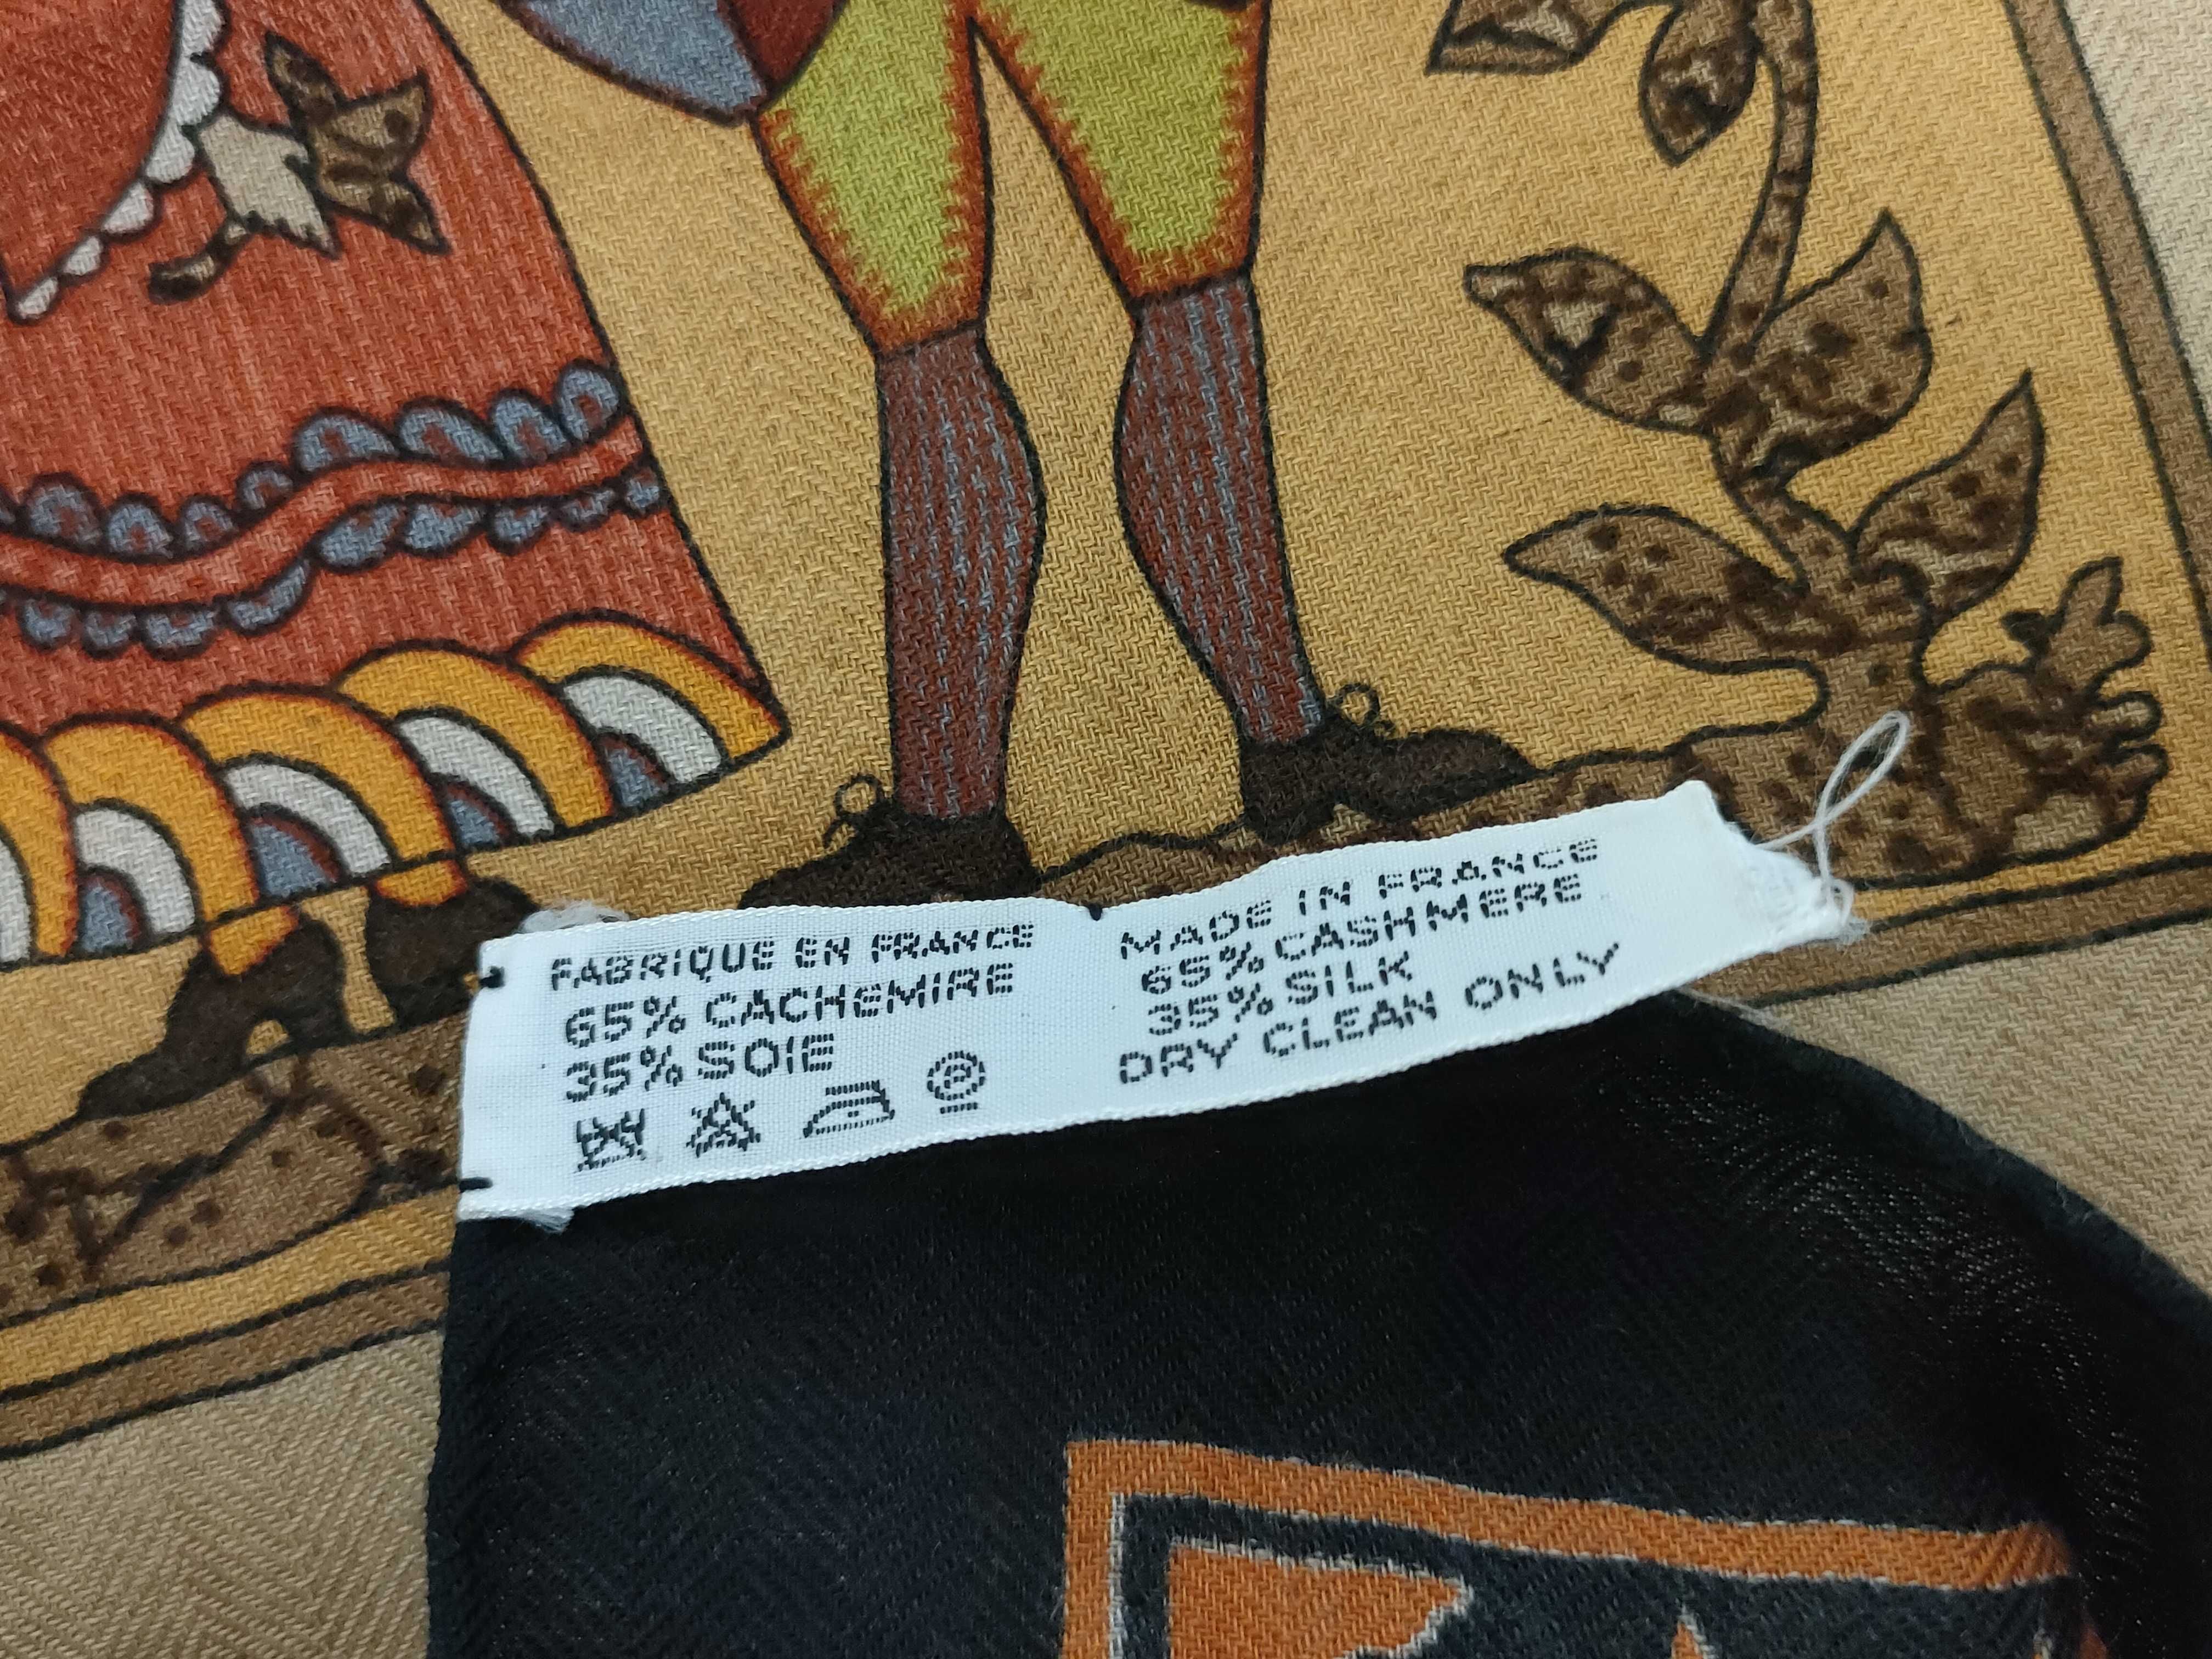 FABRIQUE EN FRANCE
65% CACHEMIRE
35% SOIE
MADE IN FRANCE
65% CASHMERE
35% SILK
DRY CLEAN ONLY